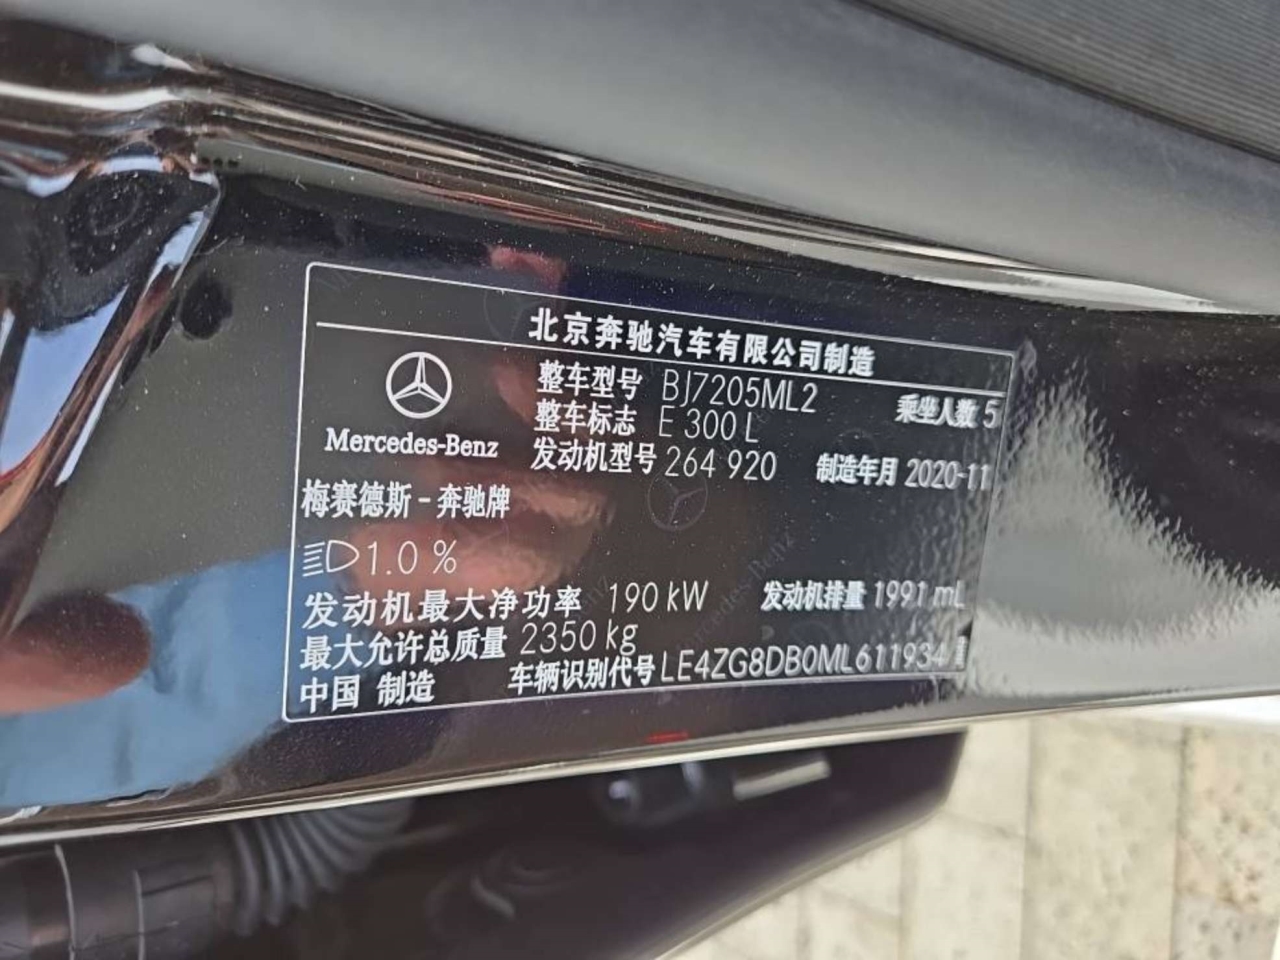 北京奔驰汽车有限公司制造
整车型号 BJ7205ML2
乘坐人数 5
整车标志 E 300 L
Mercedes-Benz
发动机型号 264 920
制造年月 2020-11
梅赛德斯-奔驰牌
1.0 %
发动机最大净功率 190 kW
发动机排量 1991 mL
最大允许总质量 2350 kg
中国 制造
车辆识别代号 LE4ZG8DB0ML611934